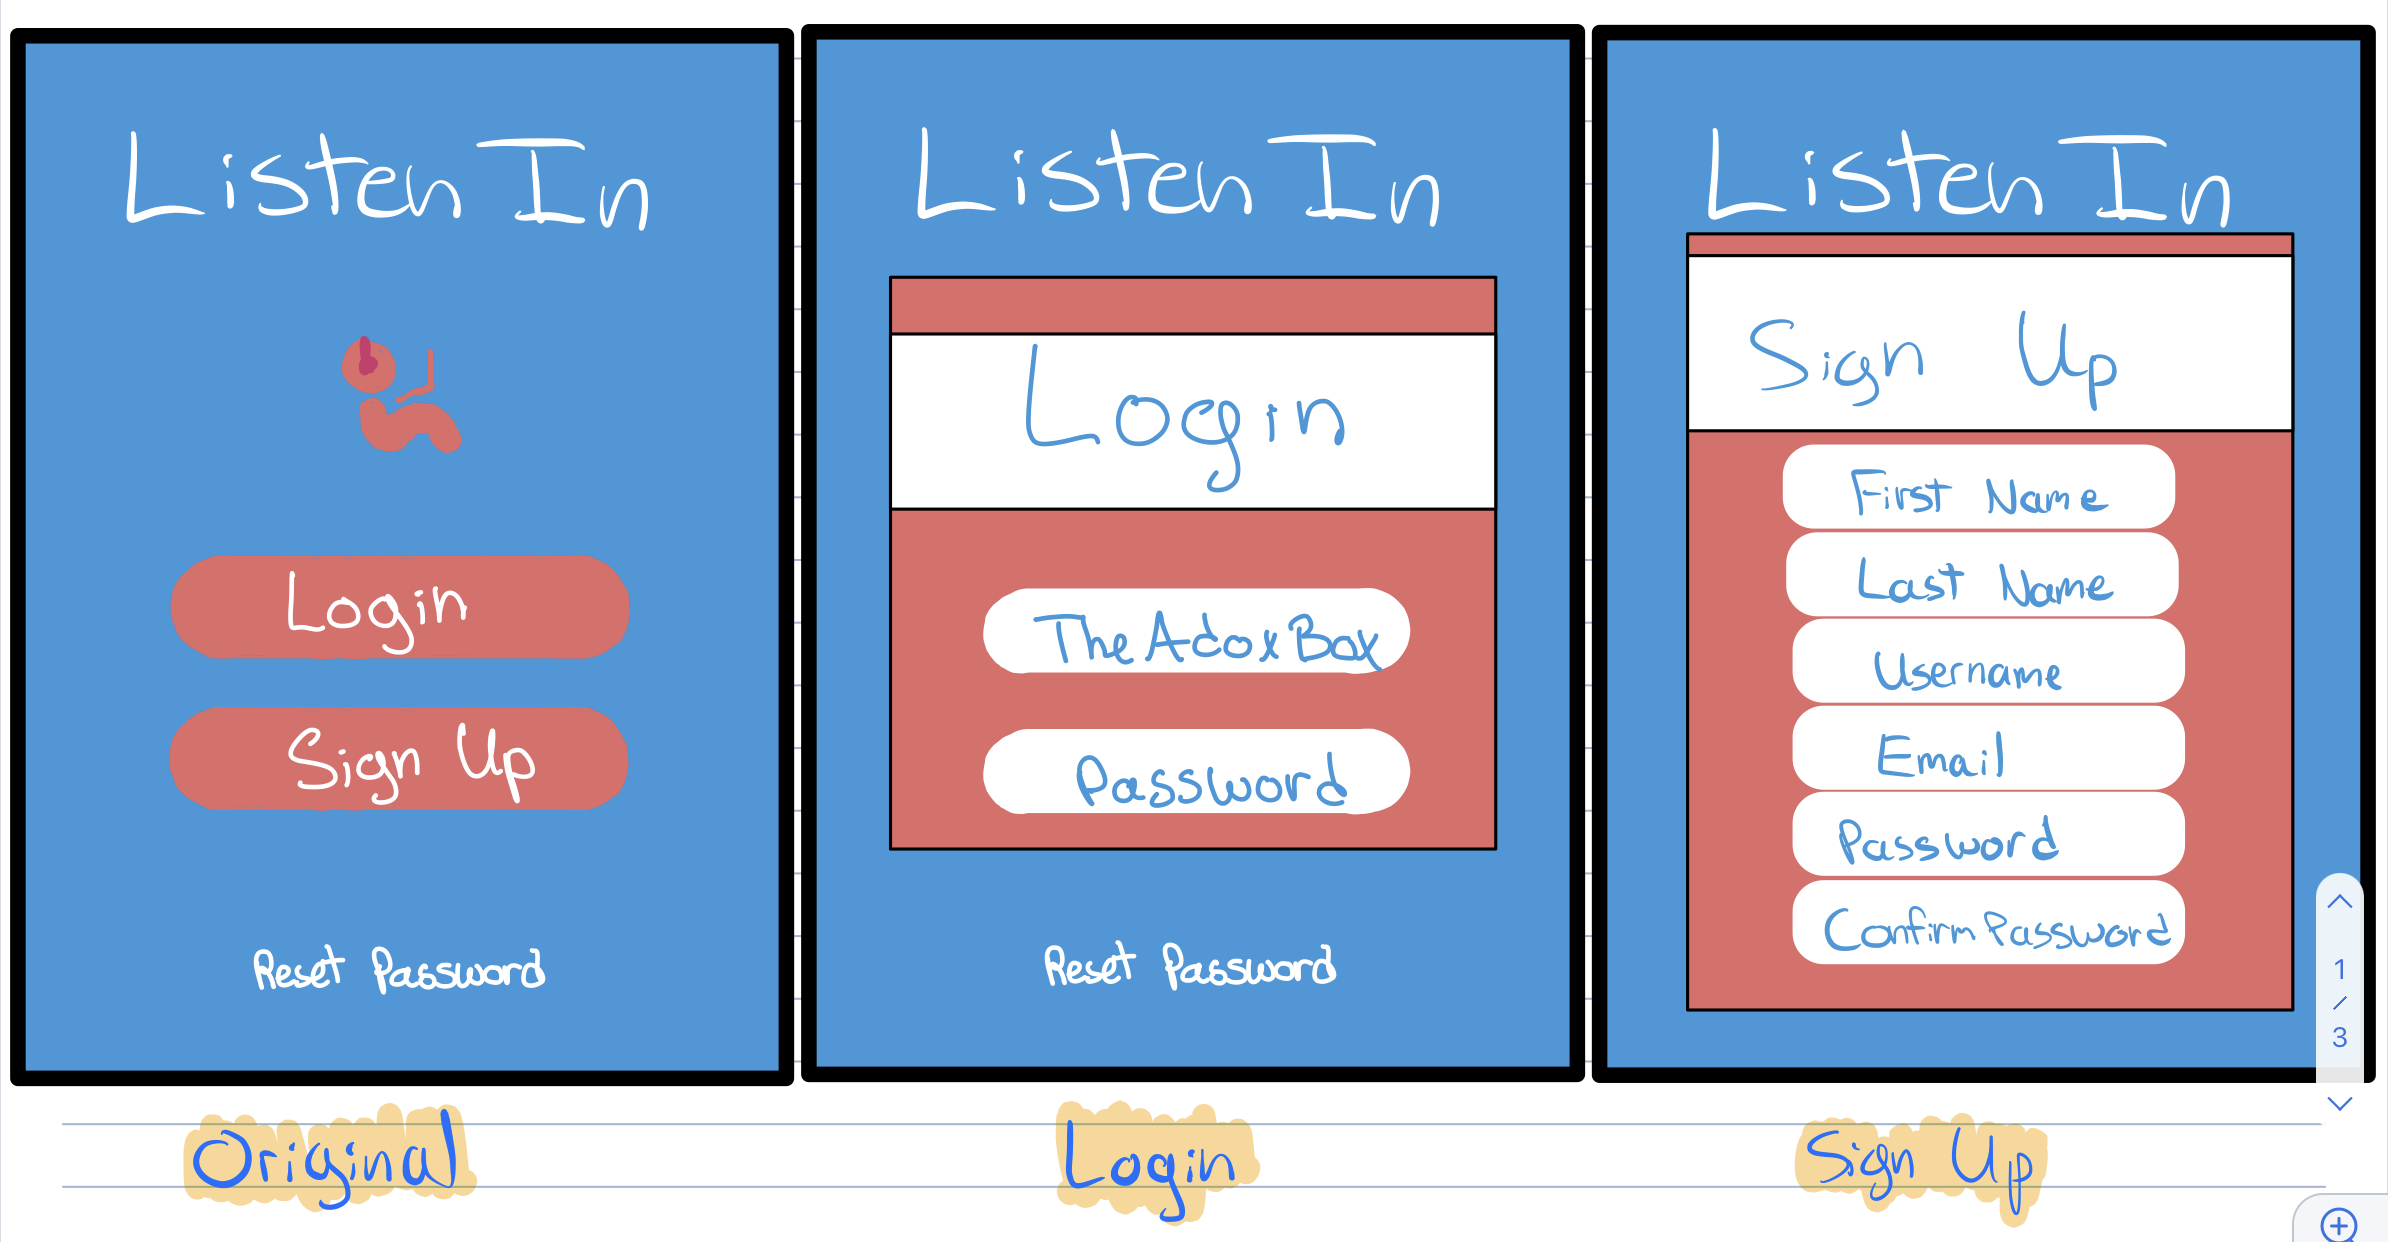 Listen In
Login
Sign Up
Reset Password
Original
Listen In
Login
The Adox Box
Password
Reset Password
Login
Listen In
Sign Up
First Name
Last Name
Username
Email
Password
Confirm Password
Sign Up
1
/
3